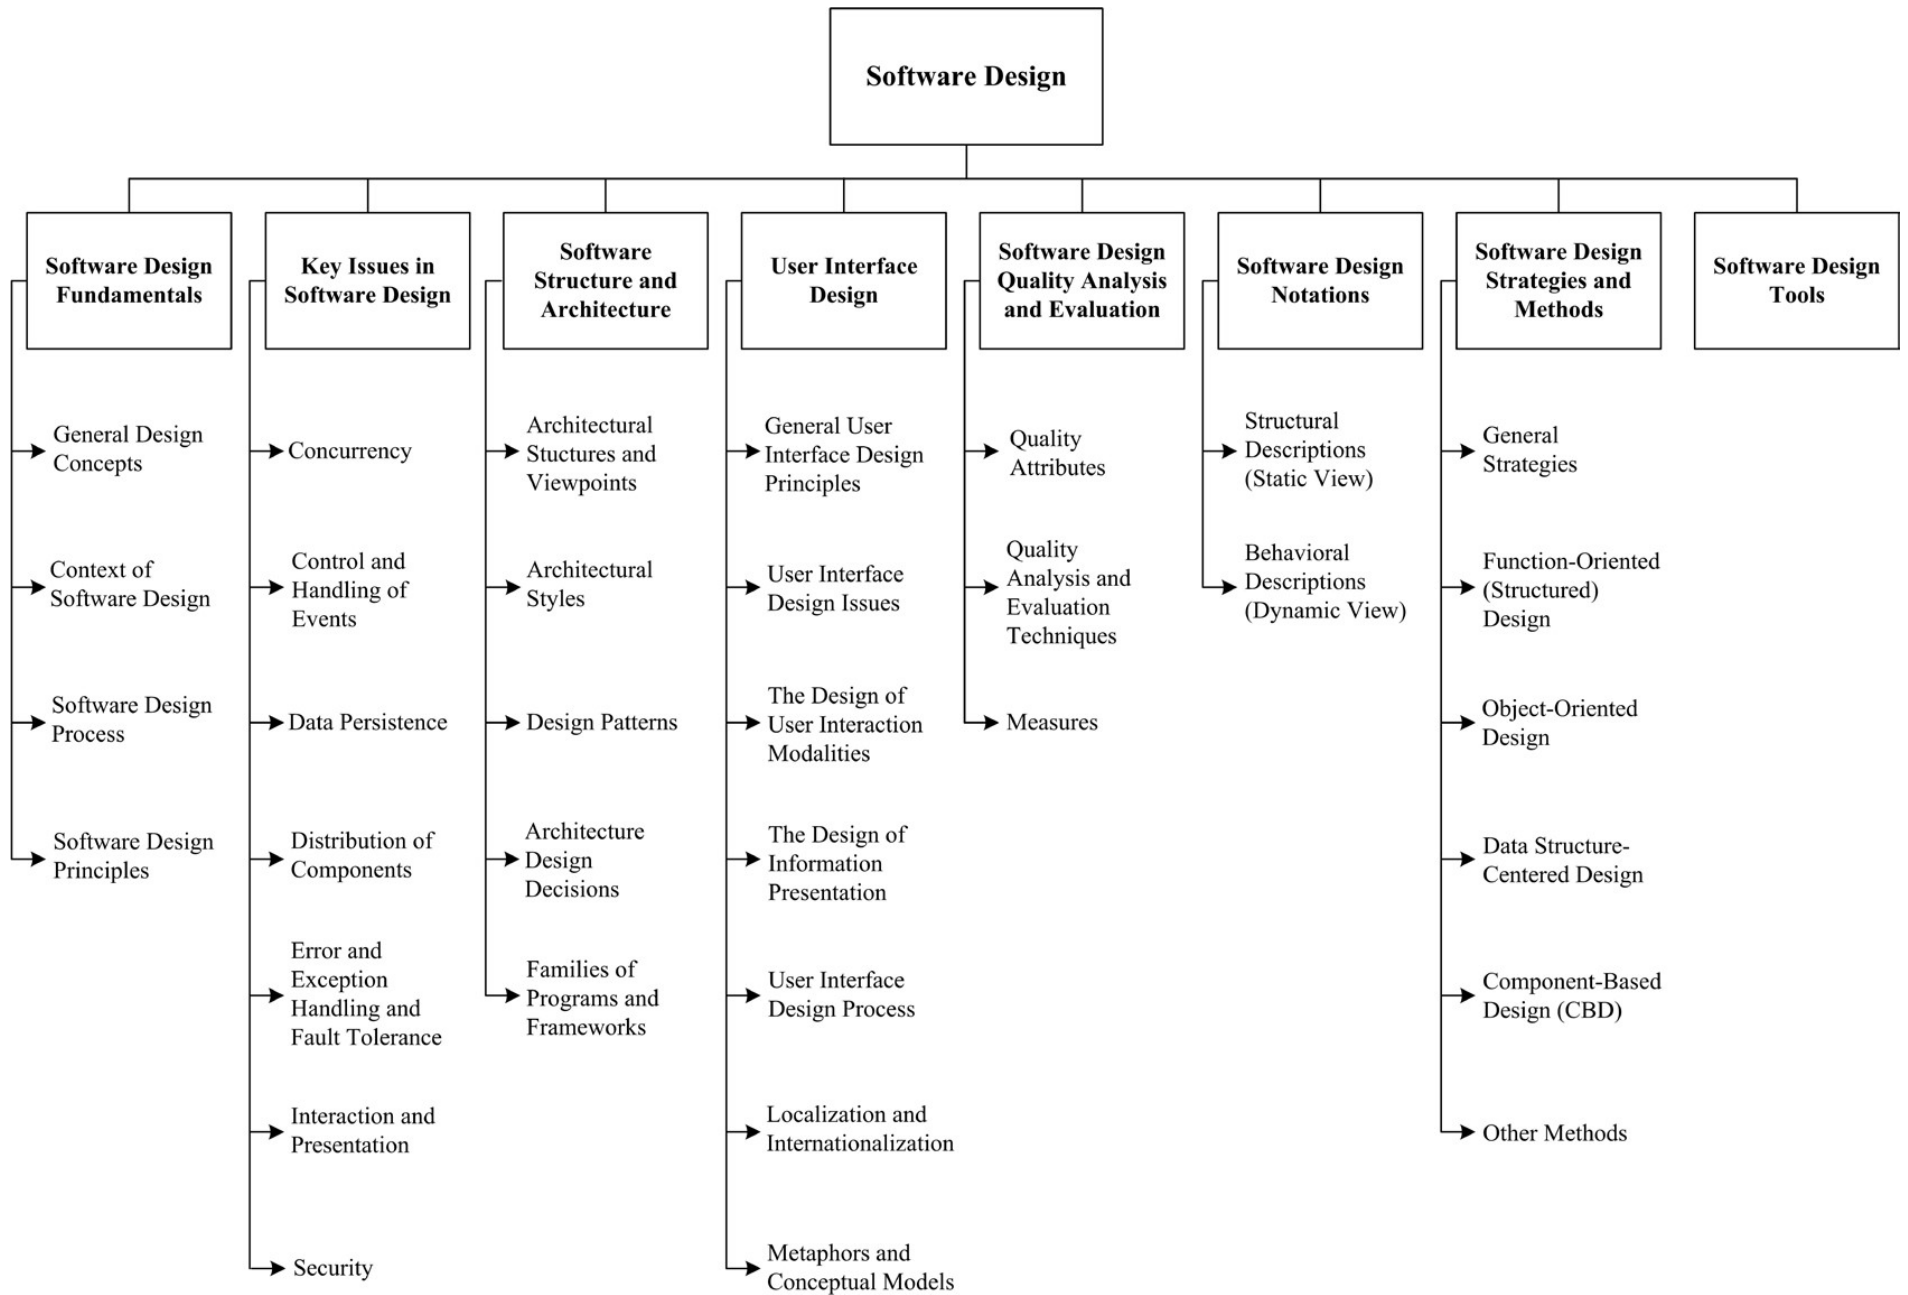 Software Design
Software Design
Fundamentals
Key Issues in
Software Design
Software
Structure and
Architecture
User Interface
Design
Software Design
Quality Analysis
and Evaluation
Software Design
Notations
Software Design
Strategies and
Methods
Software Design
Tools
General Design
Concepts
Context of
Software Design
Software Design
Process
Software Design
Principles
Concurrency
Control and
Handling of
Events
Data Persistence
Distribution of
Components
Error and
Exception
Handling and
Fault Tolerance
Interaction and
Presentation
Security
Architectural
Stuctures and
Viewpoints
Architectural
Styles
Design Patterns
Architecture
Design
Decisions
Families of
Programs and
Frameworks
General User
Interface Design
Principles
User Interface
Design Issues
The Design of
User Interaction
Modalities
The Design of
Information
Presentation
User Interface
Design Process
Localization and
Internationalization
Metaphors and
Conceptual Models
Quality
Attributes
Quality
Analysis and
Evaluation
Techniques
Measures
Structural
Descriptions
(Static View)
Behavioral
Descriptions
(Dynamic View)
General
Strategies
Function-Oriented
(Structured)
Design
Object-Oriented
Design
Data Structure-
Centered Design
Component-Based
Design (CBD)
Other Methods